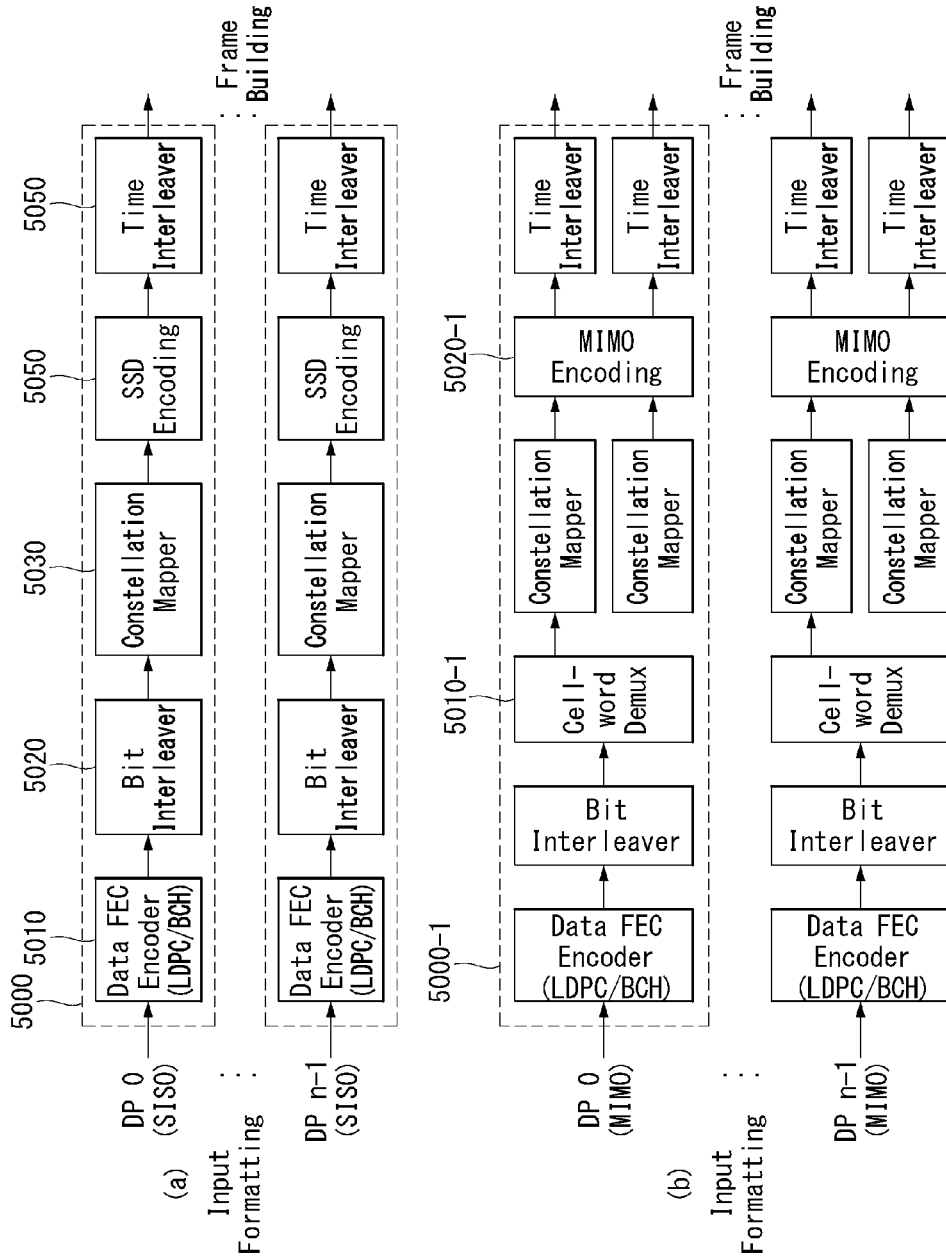 (a)
Input
Formatting
DP 0
(SISO)
5000
5010
Data FEC
Encoder
(LDPC/BCH)
5020
Bit
Interleaver
5030
Constellation
Mapper
5050
SSD
Encoding
5050
Time
Interleaver
Frame
Building
DP n-1
(SISO)
Data FEC
Encoder
(LDPC/BCH)
Bit
Interleaver
Constellation
Mapper
SSD
Encoding
Time
Interleaver
(b)
Input
Formatting
DP 0
(MIMO)
5000-1
Data FEC
Encoder
(LDPC/BCH)
Bit
Interleaver
5010-1
Cell-
word
Demux
Constellation
Mapper
Constellation
Mapper
5020-1
MIMO
Encoding
Time
Interleaver
Time
Interleaver
Frame
Building
DP n-1
(MIMO)
Data FEC
Encoder
(LDPC/BCH)
Bit
Interleaver
Cell-
word
Demux
Constellation
Mapper
Constellation
Mapper
MIMO
Encoding
Time
Interleaver
Time
Interleaver